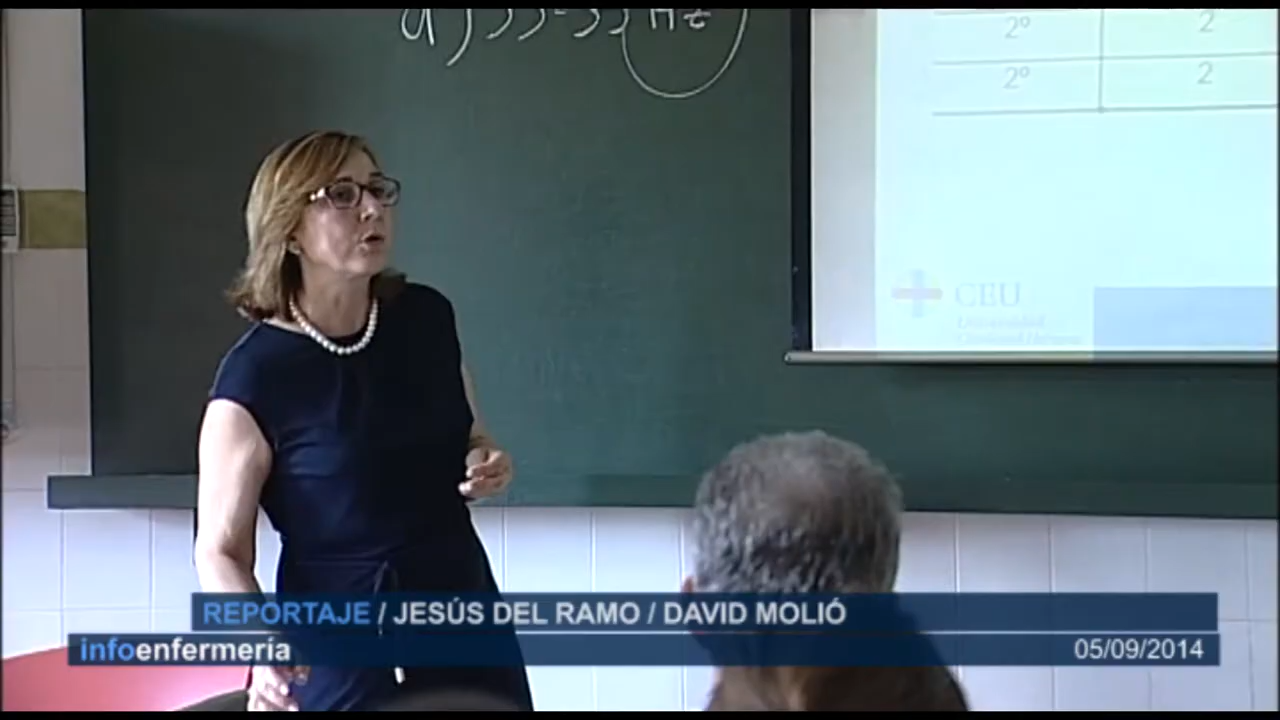 2º 2
2º 2
CEU
REPORTAJE / JESÚS DEL RAMO / DAVID MOLIÓ
infoenfermería 05/09/2014